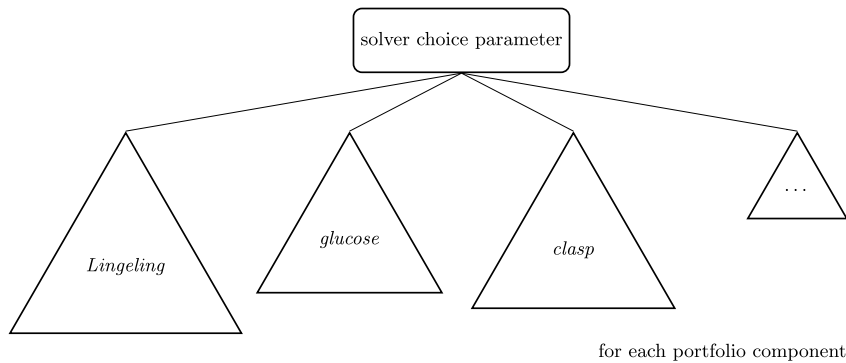 solver choice parameter
Lingeling
glucose
clasp
...
for each portfolio component